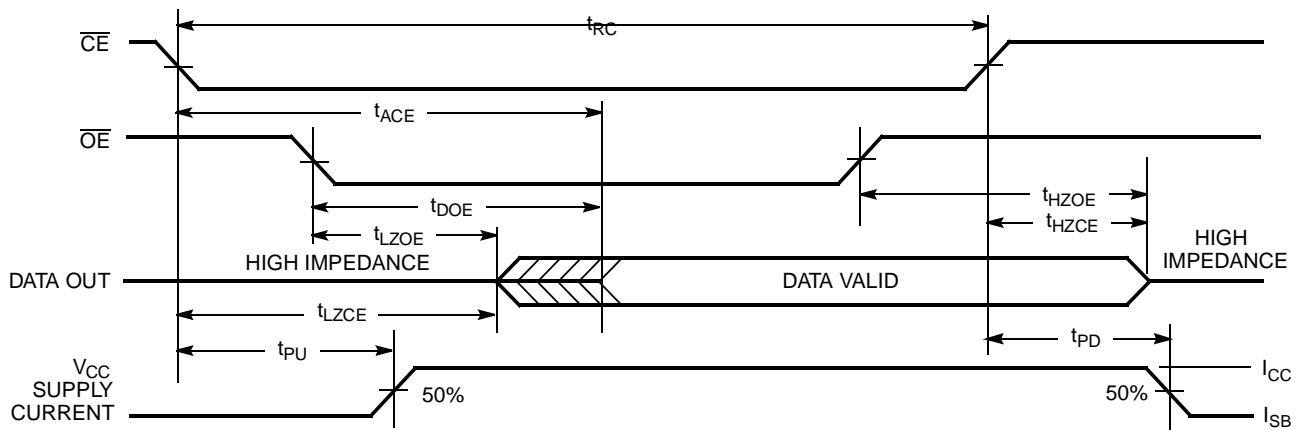 tRC
CE
tACE
OE
tHZOE
tDOE
tHZCE
tLZOE
HIGH
IMPEDANCE
HIGH IMPEDANCE
DATA OUT
DATA VALID
tLZCE
tPU
tPD
VCC
SUPPLY
CURRENT
50%
50%
ICC
ISB